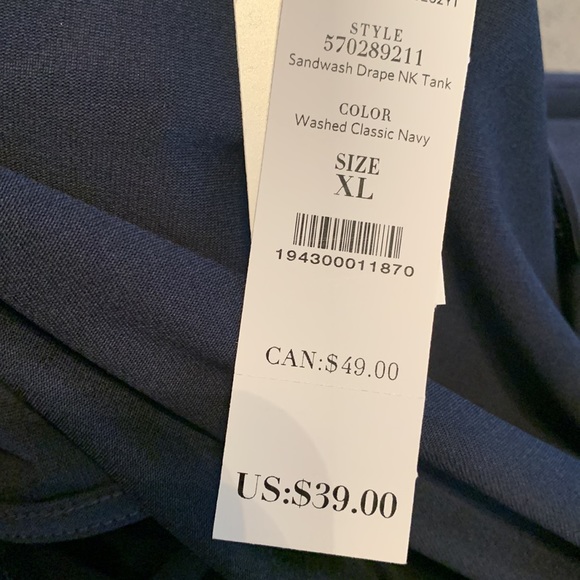 STYLE
570289211
Sandwash Drape NK Tank
COLOR
Washed Classic Navy
SIZE
XL
194300011870
CAN:$49.00
US:$39.00